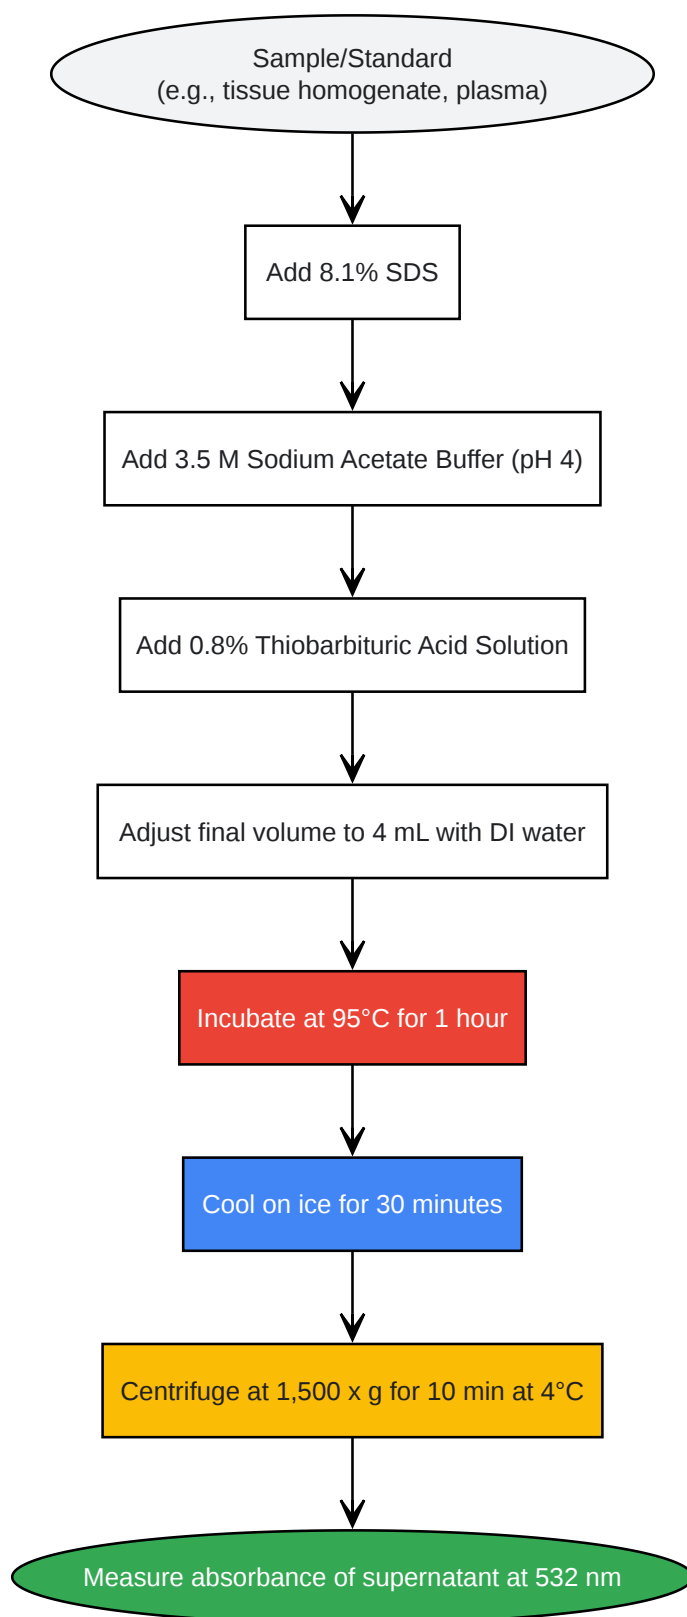 Sample/Standard
(e.g., tissue homogenate, plasma)
Add 8.1% SDS
Add 3.5 M Sodium Acetate Buffer (pH 4)
Add 0.8% Thiobarbituric Acid Solution
Adjust final volume to 4 mL with DI water
Incubate at 95°C for 1 hour
Cool on ice for 30 minutes
Centrifuge at 1,500 x g for 10 min at 4°C
Measure absorbance of supernatant at 532 nm